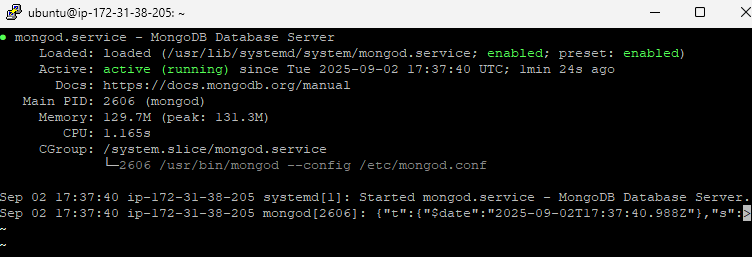 ubuntu@ip-172-31-38-205: ~
● mongod.service - MongoDB Database Server
Loaded: loaded (/usr/lib/systemd/system/mongod.service; enabled; preset: enabled)
Active: active (running) since Tue 2025-09-02 17:37:40 UTC; 1min 24s ago
Docs: https://docs.mongodb.org/manual
Main PID: 2606 (mongod)
Memory: 129.7M (peak: 131.3M)
CPU: 1.165s
CGroup: /system.slice/mongod.service
└─2606 /usr/bin/mongod --config /etc/mongod.conf
Sep 02 17:37:40 ip-172-31-38-205 systemd[1]: Started mongod.service - MongoDB Database Server.
Sep 02 17:37:40 ip-172-31-38-205 mongod[2606]: {"t":{"$date":"2025-09-02T17:37:40.988Z"},"s":>
~
~